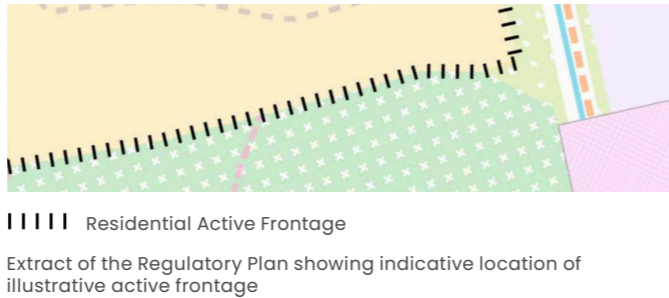 Residential Active Frontage
Extract of the Regulatory Plan showing indicative location of
illustrative active frontage